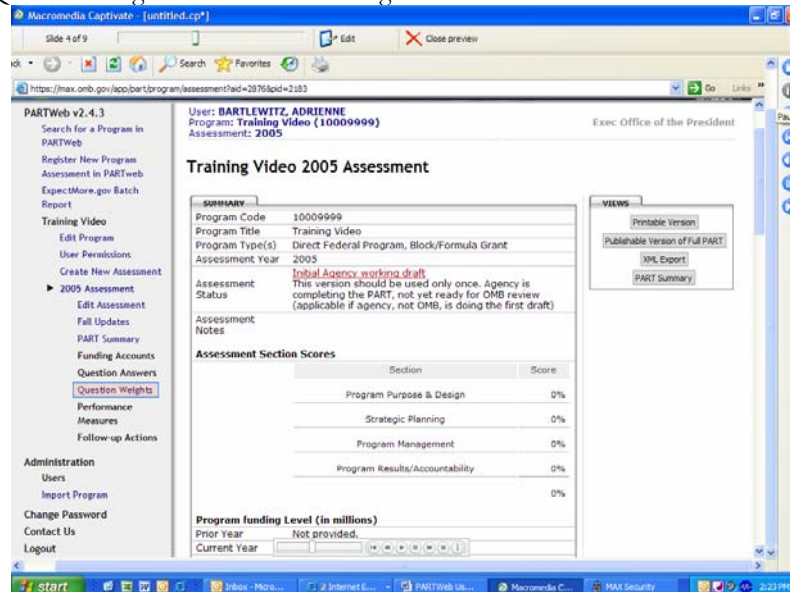 Macromedia Captivate - [untitled.cp*]
Slide 4 of 9
Edit
Close preview
Search
Favorites
https://max.omb.gov/app/part/program/assessment?aid=2876&pid=2183
Go
Links
PARTWeb v2.4.3
Search for a Program in
PARTWeb
Register New Program
Assessment in PARTweb
ExpectMore.gov Batch
Report
Training Video
Edit Program
User Permissions
Create New Assessment
2005 Assessment
Edit Assessment
Fall Updates
PART Summary
Funding Accounts
Question Answers
Question Weights
Performance
Measures
Follow-up Actions
Administration
Users
Import Program
Change Password
Contact Us
Logout
User: BARTLEWITZ, ADRIENNE
Program: Training Video (10009999)
Assessment: 2005
Exec Office of the President
Training Video 2005 Assessment
SUMMARY
Program Code 10009999
Program Title Training Video
Program Type(s) Direct Federal Program, Block/Formula Grant
Assessment Year 2005
Assessment Status Initial Agency working draft
This version should be used only once. Agency is
completing the PART, not yet ready for OMB review
(applicable if agency, not OMB, is doing the first draft)
Assessment
Notes
Assessment Section Scores
Section Score
Program Purpose & Design 0%
Strategic Planning 0%
Program Management 0%
Program Results/Accountability 0%
0%
Program funding Level (in millions)
Prior Year Not provided.
Current Year
VIEWS
Printable Version
Publishable Version of Full PART
XML Export
PART Summary
start
Inbox - Micro...
2 Internet E...
PARTWeb Us...
Macromedia C...
MAX Security
2:23 PM